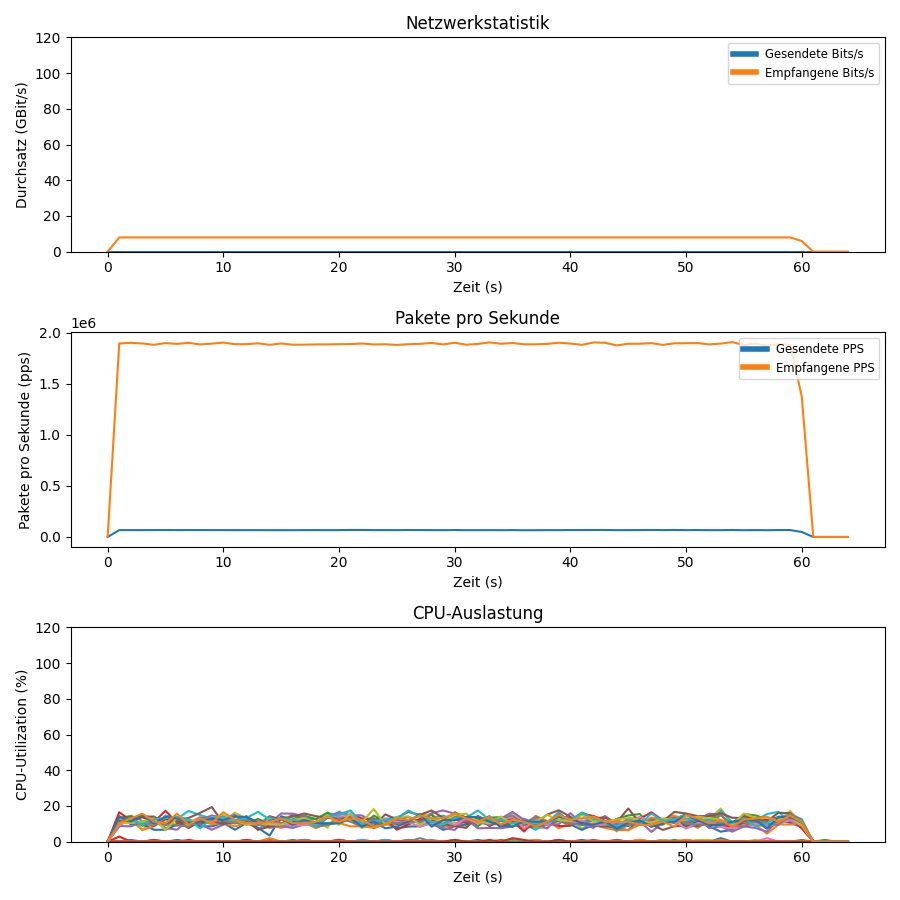 Netzwerkstatistik
120
100
80
60
40
20
0
Durchsatz (GBit/s)
Gesendete Bits/s
Empfangene Bits/s
0 10 20 30 40 50 60
Zeit (s)
Pakete pro Sekunde
1e6
2.0
1.5
1.0
0.5
0.0
Pakete pro Sekunde (pps)
Gesendete PPS
Empfangene PPS
0 10 20 30 40 50 60
Zeit (s)
CPU-Auslastung
120
100
80
60
40
20
0
CPU-Utilization (%)
0 10 20 30 40 50 60
Zeit (s)